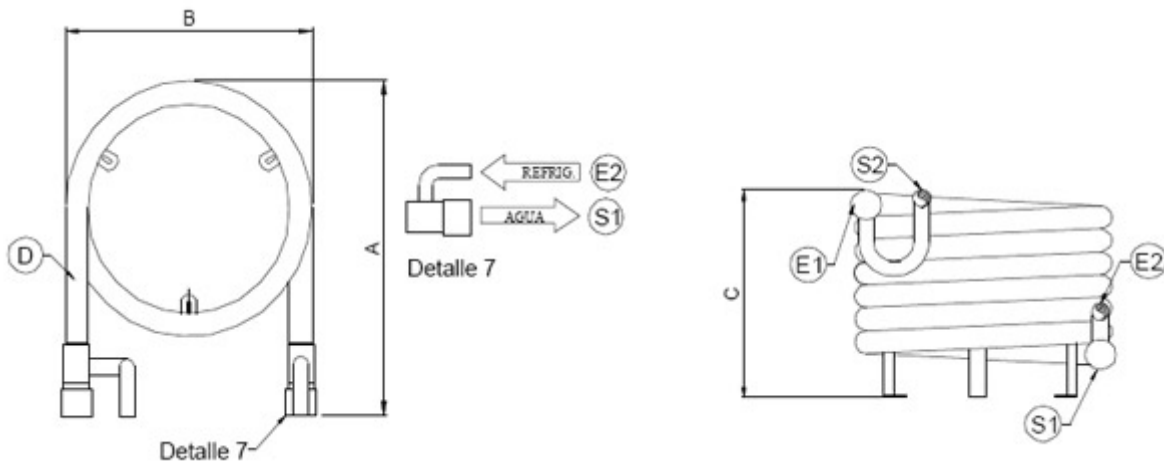 B
A
D
REFRIG.
E2
AGUA
S1
Detalle 7
Detalle 7
S2
E1
C
E2
S1